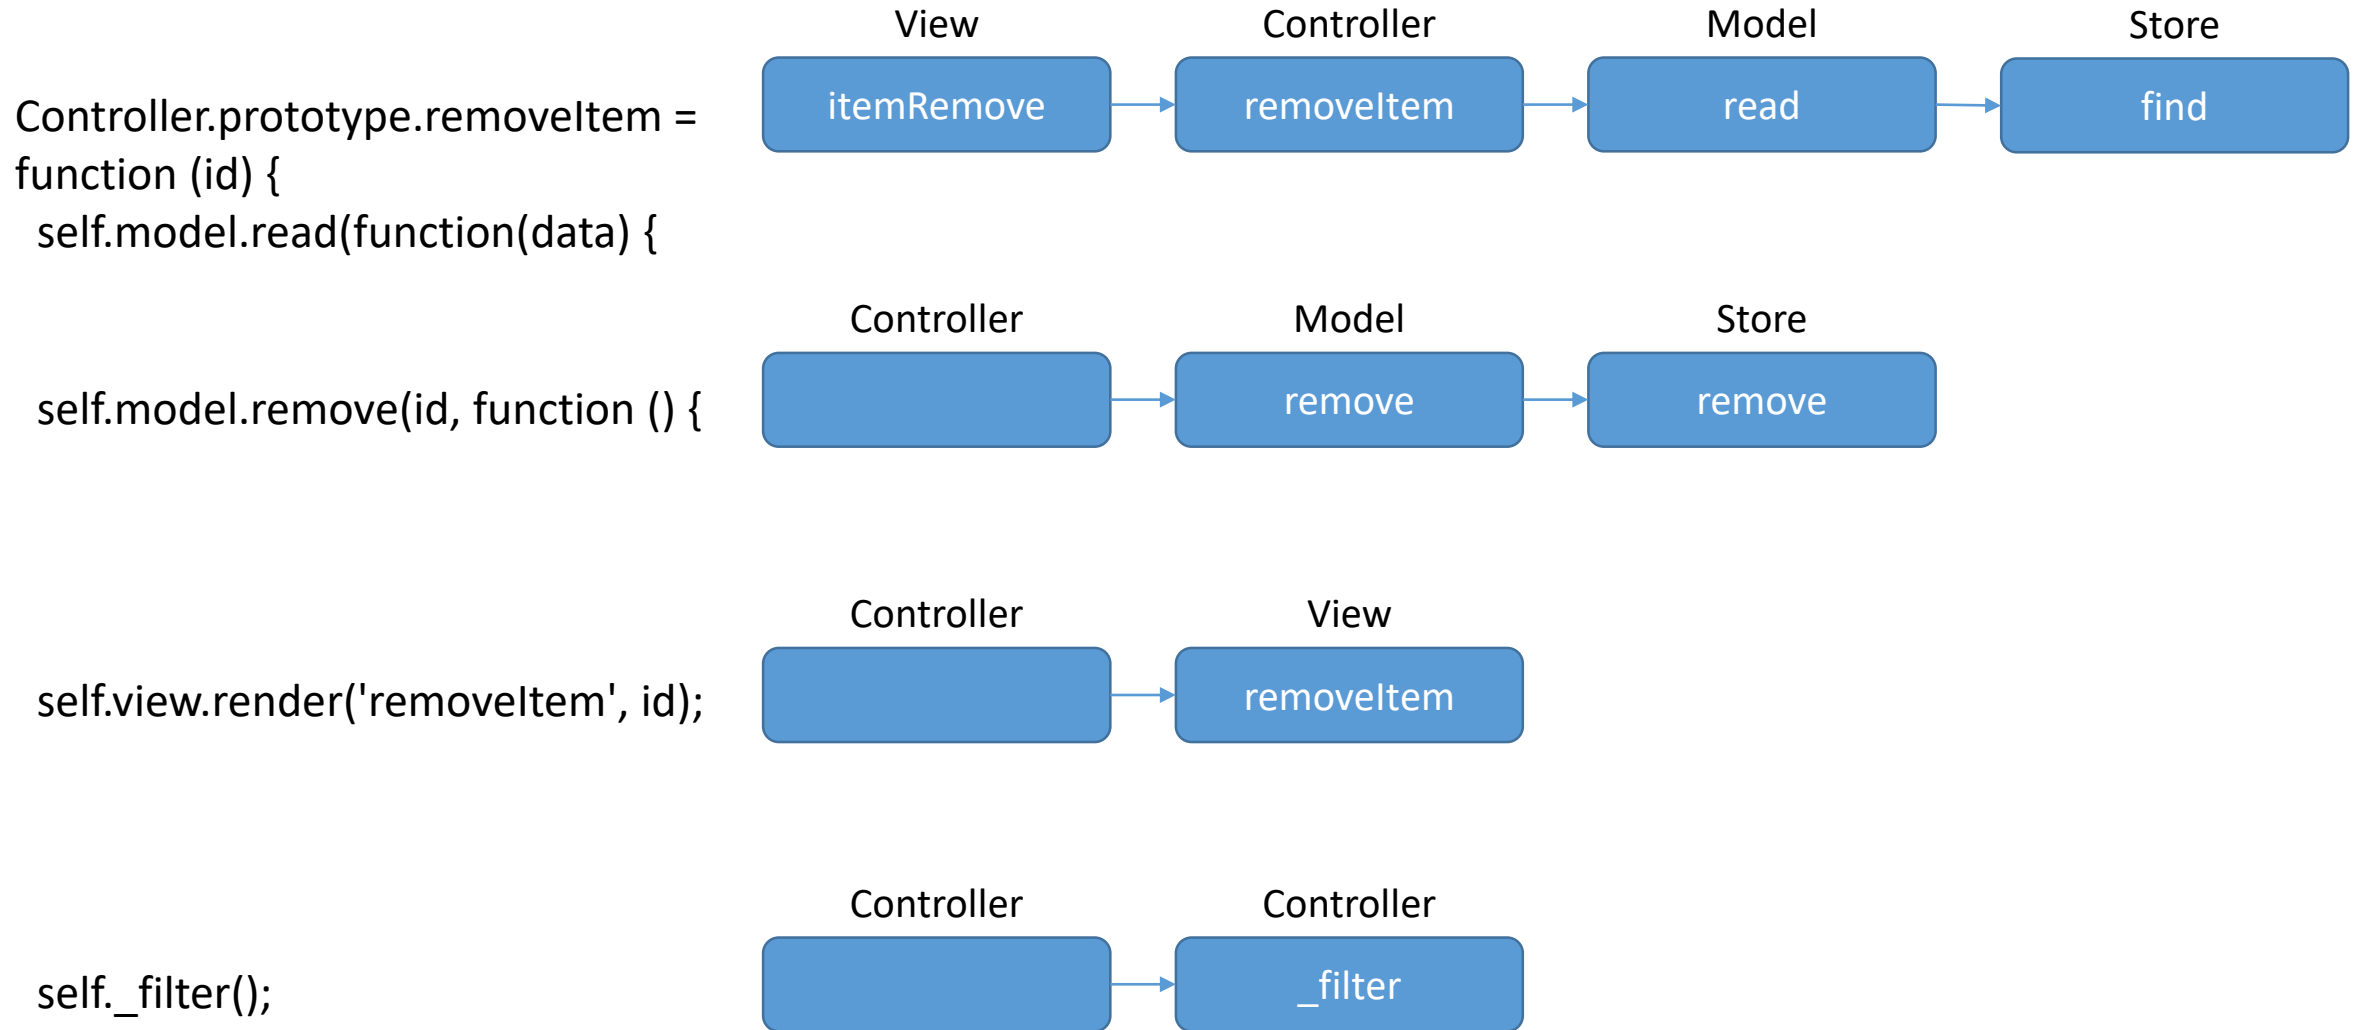 View Controller Model Store
itemRemove removeItem read find
Controller.prototype.removeItem =
function (id) {
self.model.read(function(data) {
Controller Model Store
self.model.remove(id, function () {
remove remove
Controller View
self.view.render('removeItem', id);
removeItem
Controller Controller
self._filter();
_filter